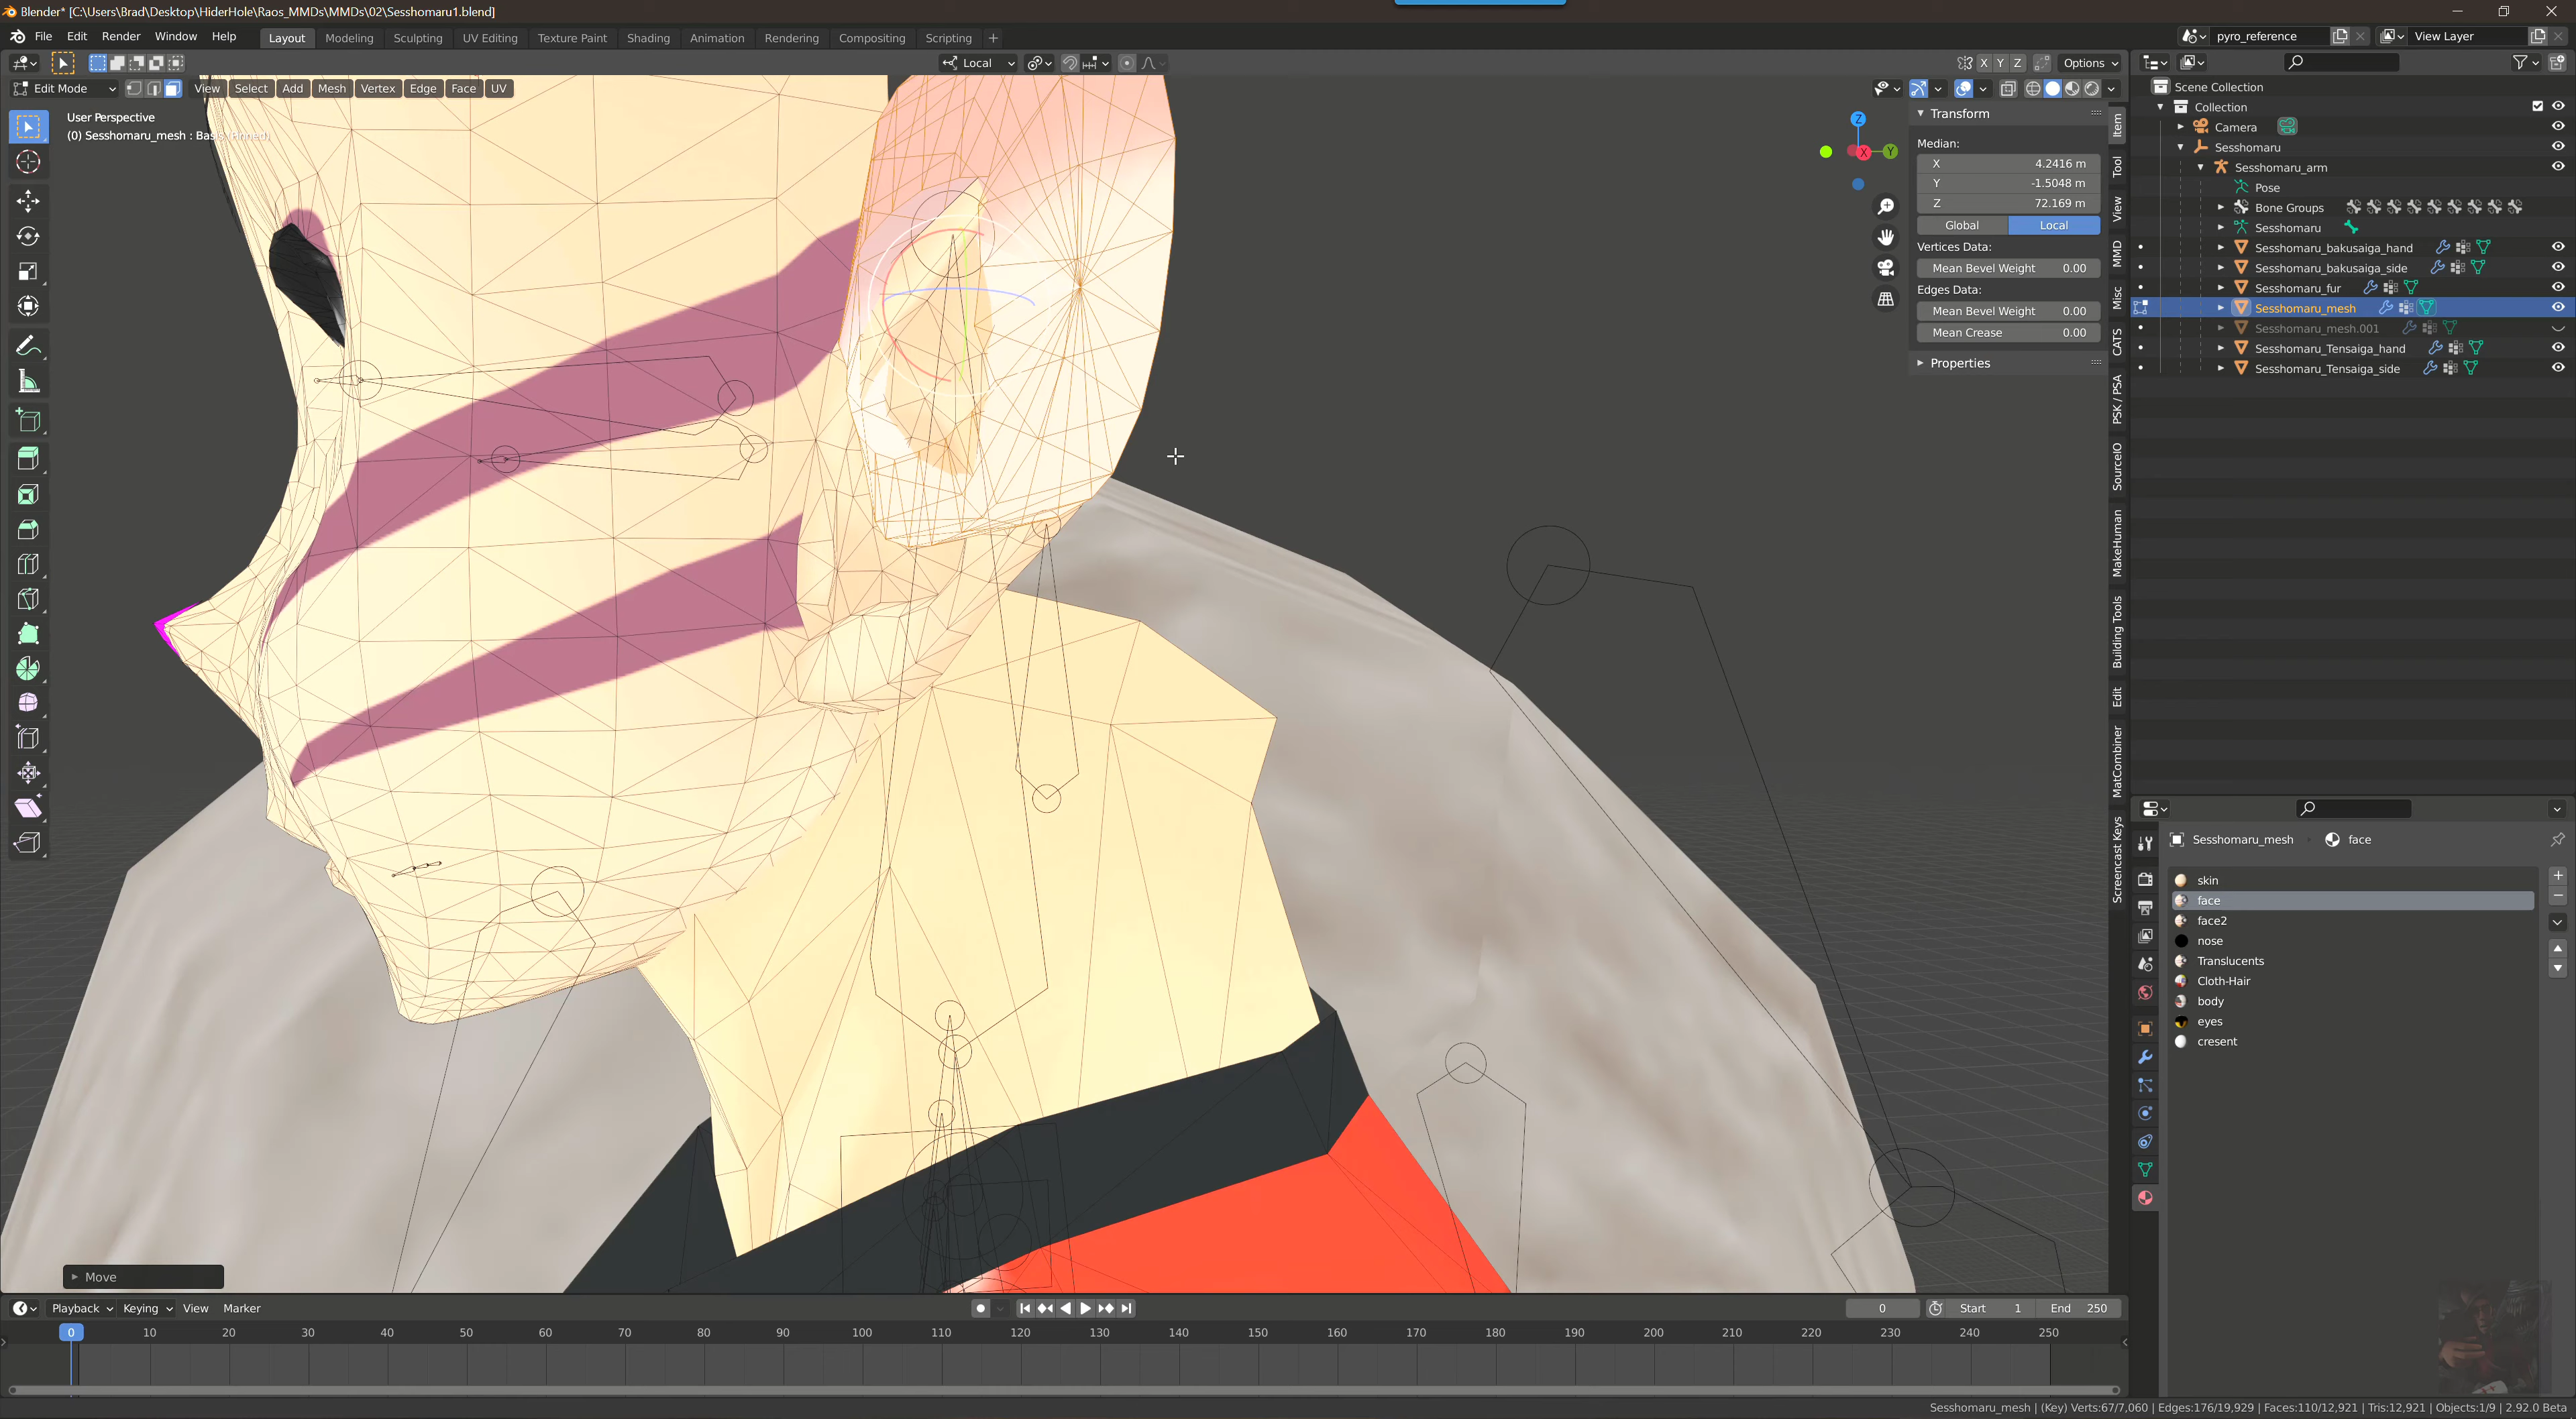 Blender* [C:\Users\Brad\Desktop\HiderHole\Raos_MMDs\MMDs\02\Sesshomaru1.blend]
File Edit Render Window Help Layout Modeling Sculpting UV Editing Texture Paint Shading Animation Rendering Compositing Scripting + pyro_reference View Layer
Local X Y Z Options
Edit Mode View Select Add Mesh Vertex Edge Face UV
User Perspective
(0) Sesshomaru_mesh : Basis (Pinned)
Z
X
Y
Transform
Median:
X 4.2416 m
Y -1.5048 m
Z 72.169 m
Global Local
Vertices Data:
Mean Bevel Weight 0.00
Edges Data:
Mean Bevel Weight 0.00
Mean Crease 0.00
Properties
Item
Tool
View
MMD
Misc
CATS
PSK / PSA
SourceIO
MakeHuman
Building Tools
Edit
MatCombiner
Screencast Keys
Scene Collection
Collection
Camera
Sesshomaru
Sesshomaru_arm
Pose
Bone Groups
Sesshomaru
Sesshomaru_bakusaiga_hand
Sesshomaru_bakusaiga_side
Sesshomaru_fur
Sesshomaru_mesh
Sesshomaru_mesh.001
Sesshomaru_Tensaiga_hand
Sesshomaru_Tensaiga_side
Sesshomaru_mesh face
skin
face
face2
nose
Translucents
Cloth-Hair
body
eyes
cresent
Move
Playback Keying View Marker 0 Start 1 End 250
0 10 20 30 40 50 60 70 80 90 100 110 120 130 140 150 160 170 180 190 200 210 220 230 240 250
Sesshomaru_mesh | (Key) Verts:67/7,060 | Edges:176/19,929 | Faces:110/12,921 | Tris:12,921 | Objects:1/9 | 2.92.0 Beta